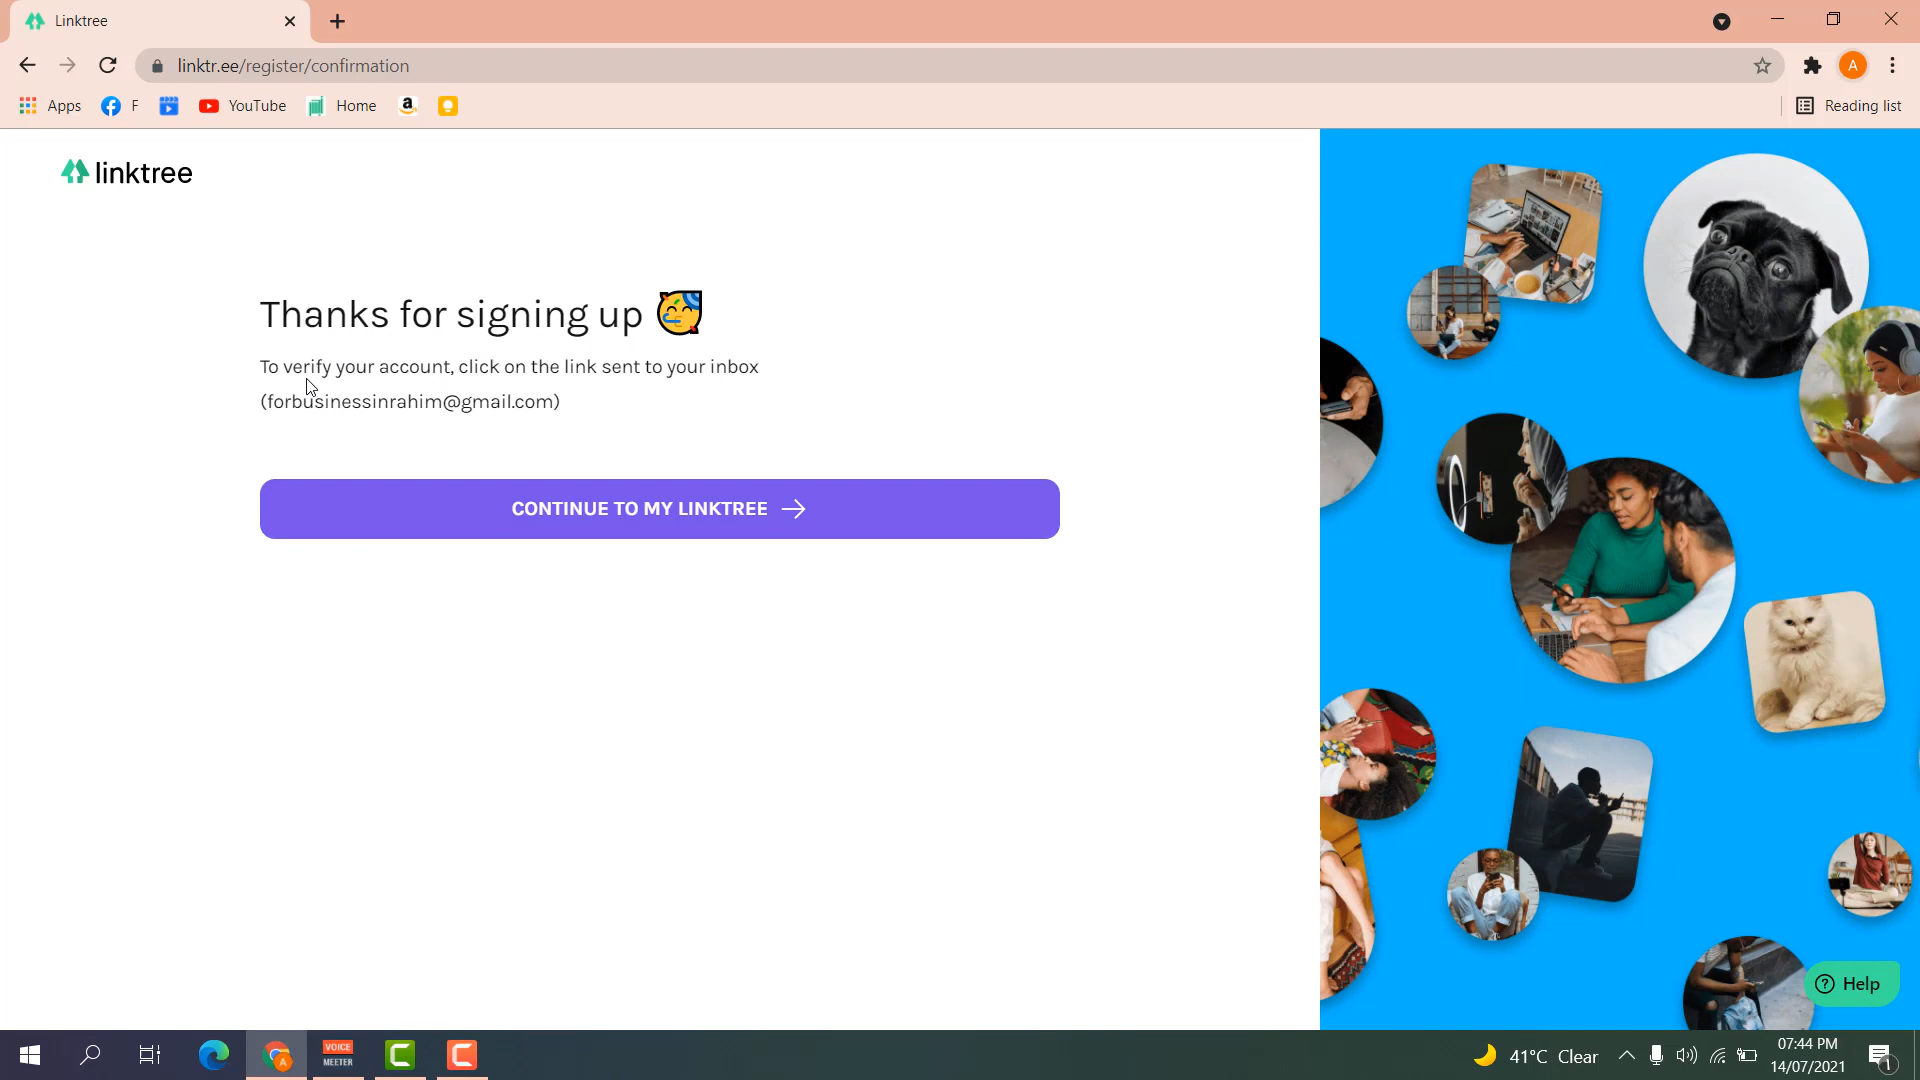 Linktree
linktr.ee/register/confirmation
A
Apps
F
YouTube
Home
Reading list
linktree
Thanks for signing up
To verify your account, click on the link sent to your inbox
(forbusinessinrahim@gmail.com)
CONTINUE TO MY LINKTREE
Help
VOICE
MEETER
41°C Clear
07:44 PM
14/07/2021
1